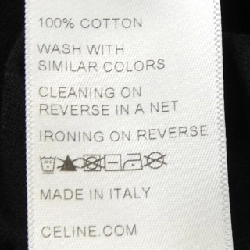 100% COTTON
WASH WITH
SIMILAR COLORS
CLEANING ON
REVERSE IN A NET
IRONING ON REVERSE
MADE IN ITALY
CELINE.COM